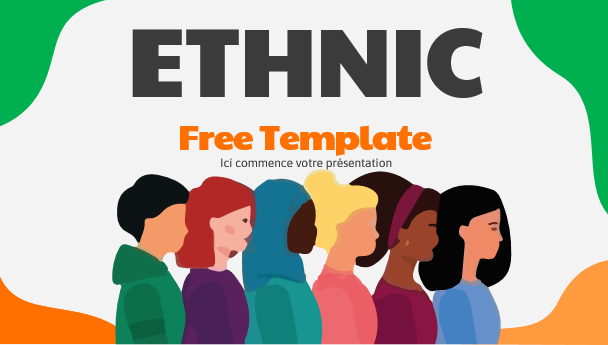 ETHNIC
Free Template
Ici commence votre présentation